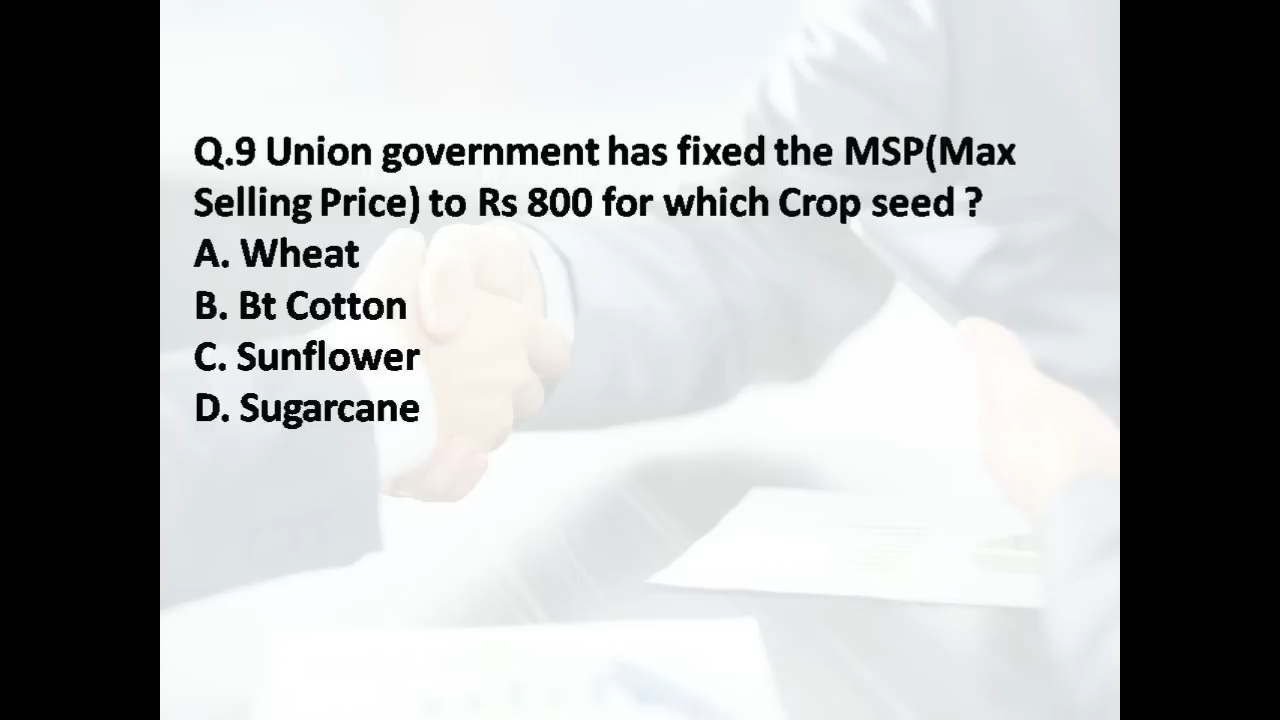 Q.9 Union government has fixed the MSP(Max
Selling Price) to Rs 800 for which Crop seed ?
A. Wheat
B. Bt Cotton
C. Sunflower
D. Sugarcane